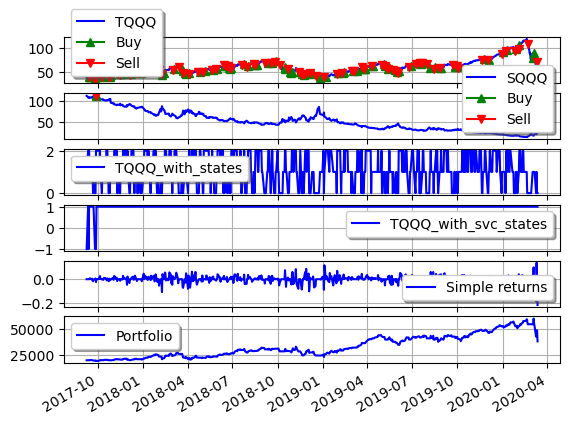 TQQQ
Buy
Sell
100
50
SQQQ
Buy
Sell
100
50
TQQQ_with_states
2
0
TQQQ_with_svc_states
1
0
−1
Simple returns
0.0
−0.2
Portfolio
50000
25000
2017-10
2018-01
2018-04
2018-07
2018-10
2019-01
2019-04
2019-07
2019-10
2020-01
2020-04